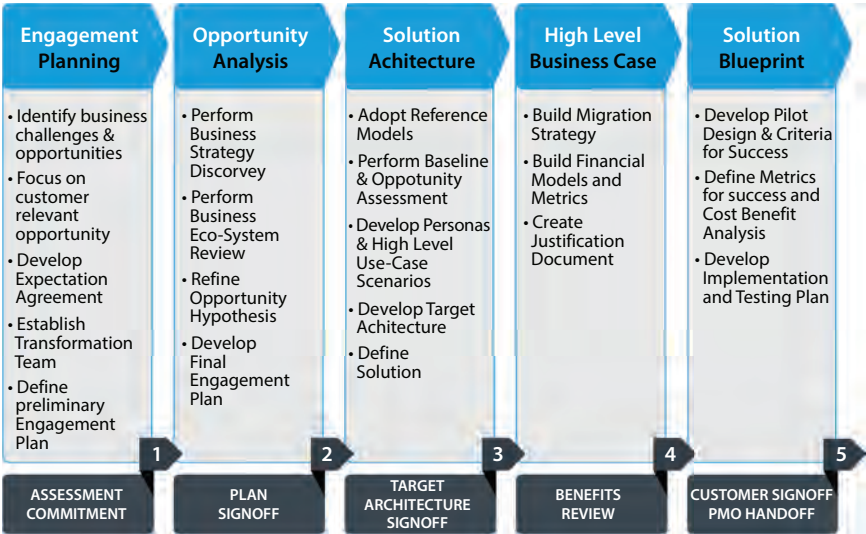 Engagement
Planning
• Identify business
challenges &
opportunities
• Focus on
customer
relevant
opportunity
• Develop
Expectation
Agreement
• Establish
Transformation
Team
• Define
preliminary
Engagement
Plan
1
ASSESSMENT
COMMITMENT
Opportunity
Analysis
• Perform
Business
Strategy
Discorvey
• Perform
Business
Eco-System
Review
• Refine
Opportunity
Hypothesis
• Develop
Final
Engagement
Plan
2
PLAN
SIGNOFF
Solution
Achitecture
• Adopt Reference
Models
• Perform Baseline
& Oppotunity
Assessment
• Develop Personas
& High Level
Use-Case
Scenarios
• Develop Target
Achitecture
• Define
Solution
3
TARGET
ARCHITECTURE
SIGNOFF
High Level
Business Case
• Build Migration
Strategy
• Build Financial
Models and
Metrics
• Create
Justification
Document
4
BENEFITS
REVIEW
Solution
Blueprint
• Develop Pilot
Design & Criteria
for Success
• Define Metrics
for success and
Cost Benefit
Analysis
• Develop
Implementation
and Testing Plan
5
CUSTOMER SIGNOFF
PMO HANDOFF